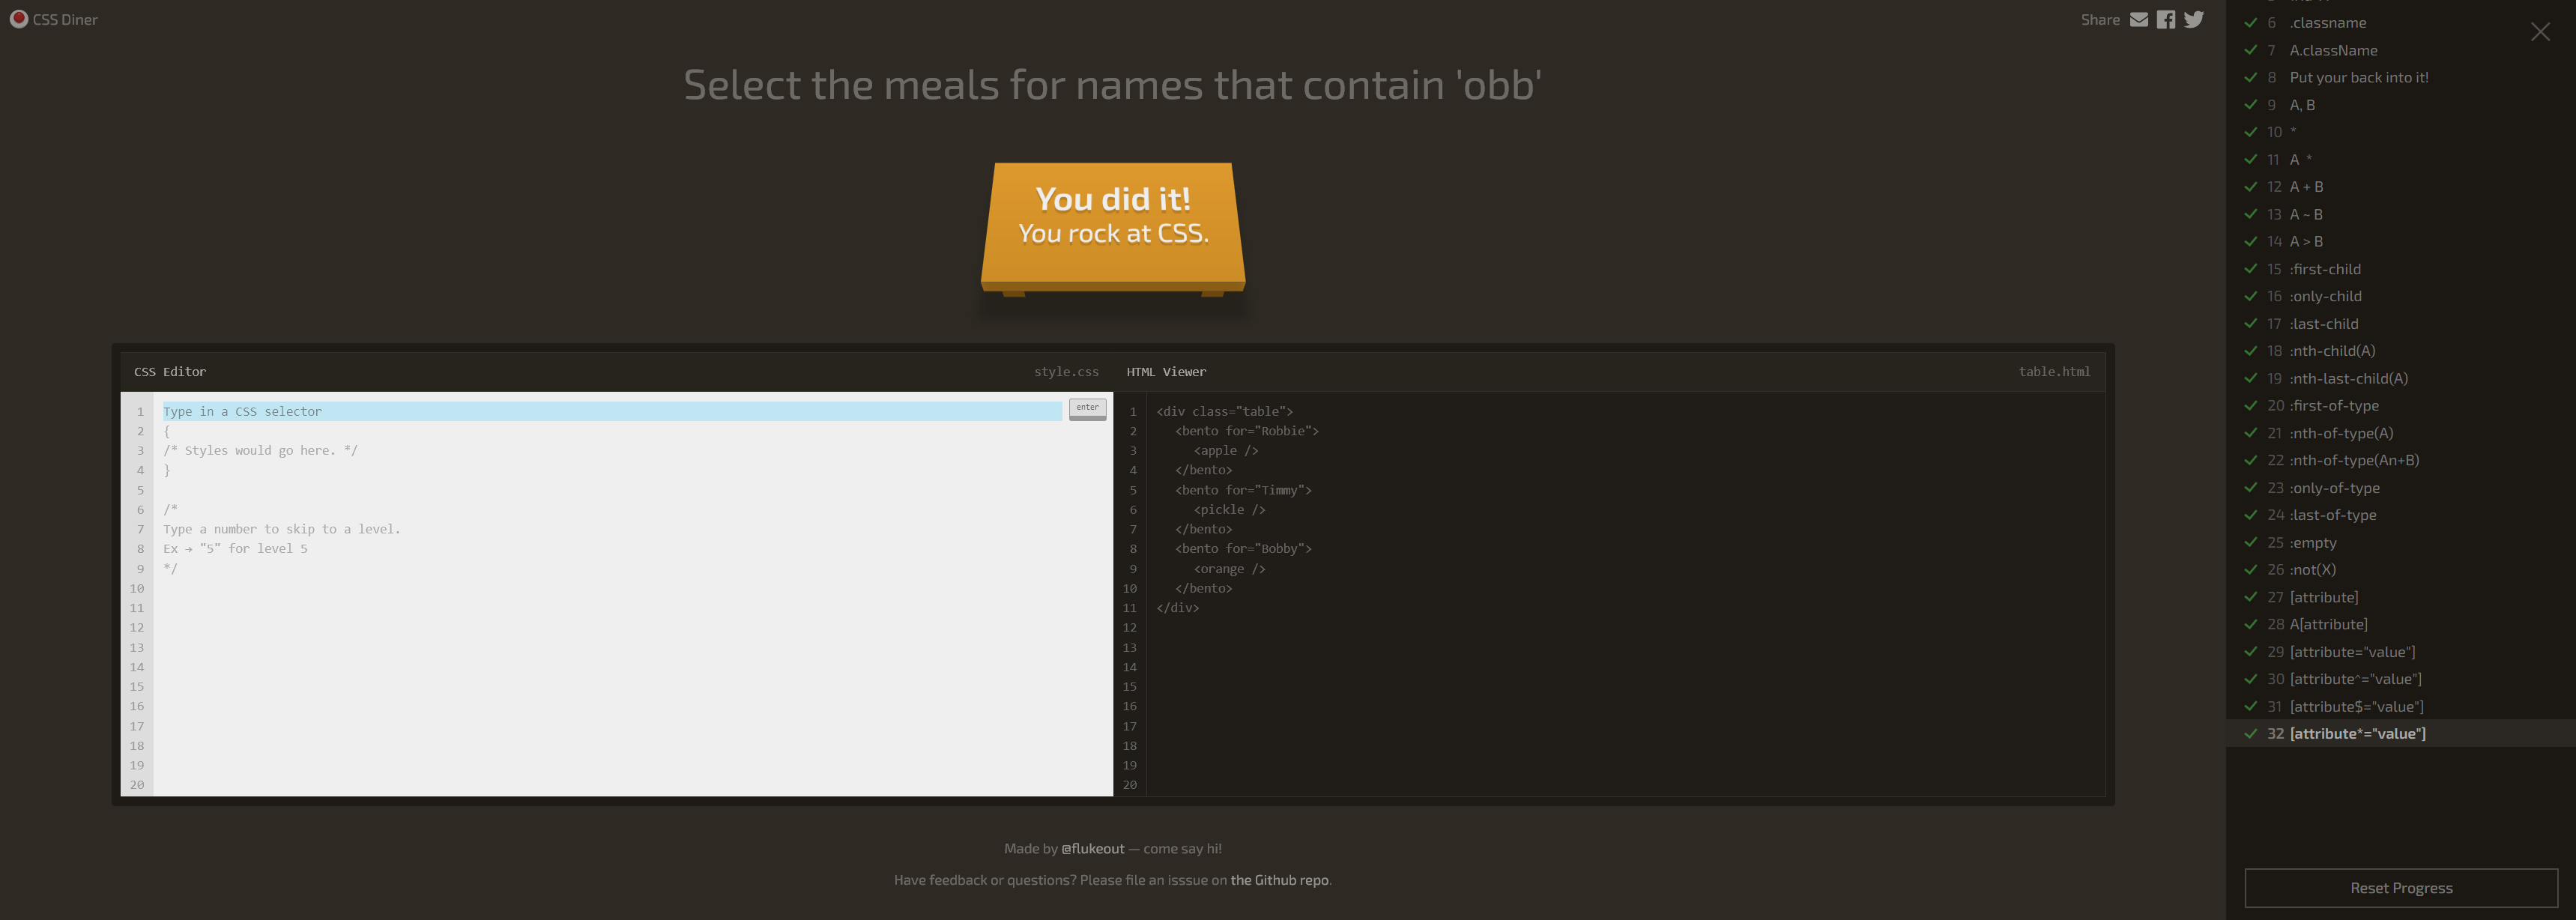 CSS Diner
Share
Select the meals for names that contain 'obb'
You did it!
You rock at CSS.
CSS Editor
style.css
1 Type in a CSS selector
enter
2 {
3 /* Styles would go here. */
4 }
5
6 /*
7 Type a number to skip to a level.
8 Ex → "5" for level 5
9 */
10
11
12
13
14
15
16
17
18
19
20
HTML Viewer
table.html
1 <div class="table">
2 <bento for="Robbie">
3 <apple />
4 </bento>
5 <bento for="Timmy">
6 <pickle />
7 </bento>
8 <bento for="Bobby">
9 <orange />
10 </bento>
11 </div>
12
13
14
15
16
17
18
19
20
Made by @flukeout — come say hi!
Have feedback or questions? Please file an isssue on the Github repo.
6 .classname
7 A.className
8 Put your back into it!
9 A, B
10 *
11 A *
12 A + B
13 A ~ B
14 A > B
15 :first-child
16 :only-child
17 :last-child
18 :nth-child(A)
19 :nth-last-child(A)
20 :first-of-type
21 :nth-of-type(A)
22 :nth-of-type(An+B)
23 :only-of-type
24 :last-of-type
25 :empty
26 :not(X)
27 [attribute]
28 A[attribute]
29 [attribute="value"]
30 [attribute^="value"]
31 [attribute$="value"]
32 [attribute*="value"]
Reset Progress